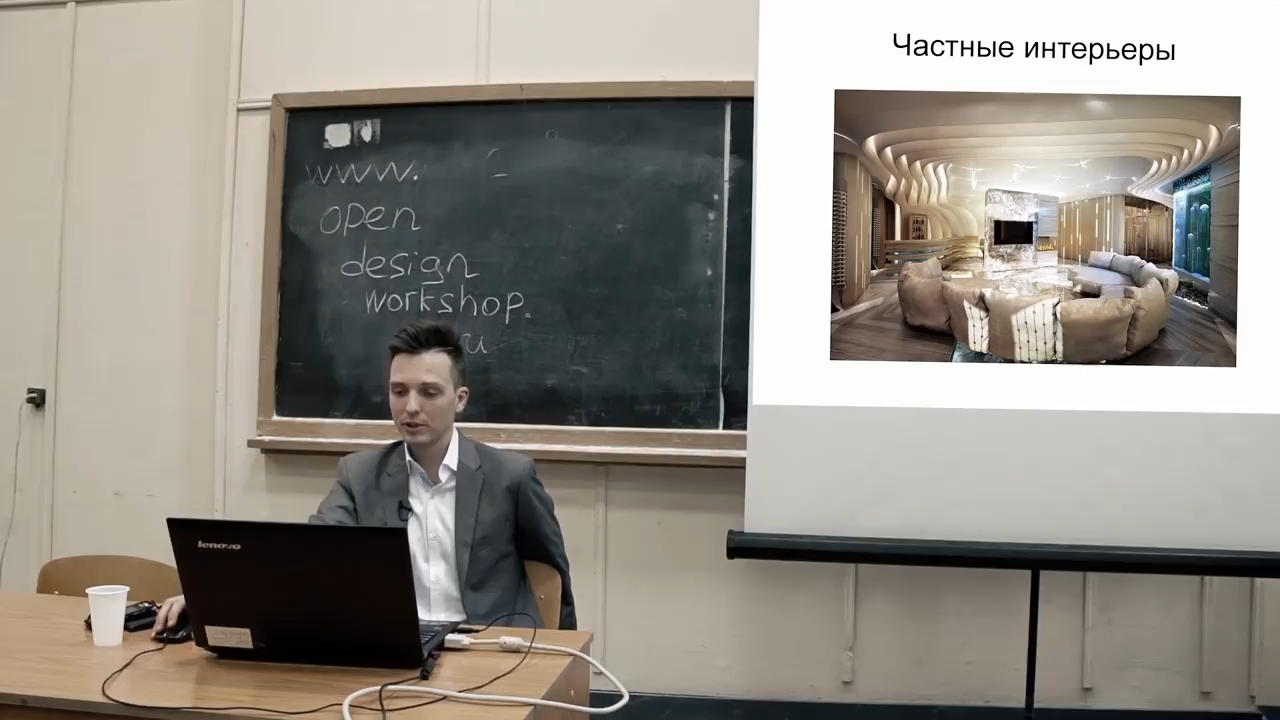 www.
open
design
workshop.
Частные интерьеры
lenovo